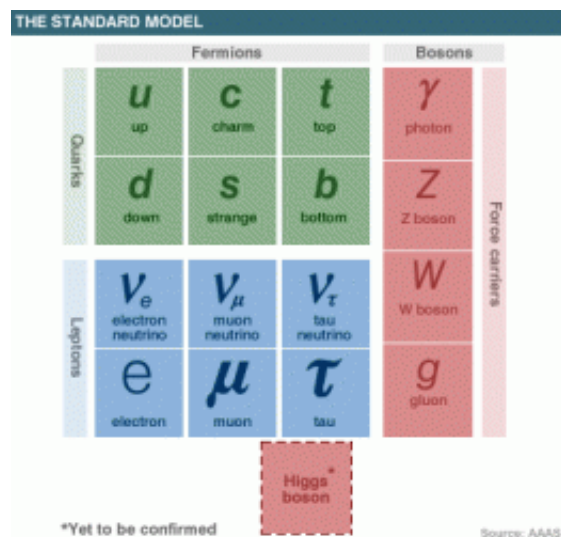 THE STANDARD MODEL
Fermions
Bosons
Quarks
u
up
c
charm
t
top
d
down
s
strange
b
bottom
Leptons
νe
electron
neutrino
νμ
muon
neutrino
ντ
tau
neutrino
e
electron
μ
muon
τ
tau
γ
photon
Z
Z boson
W
W boson
g
gluon
Force carriers
Higgs*
boson
*Yet to be confirmed
Source: AAAS